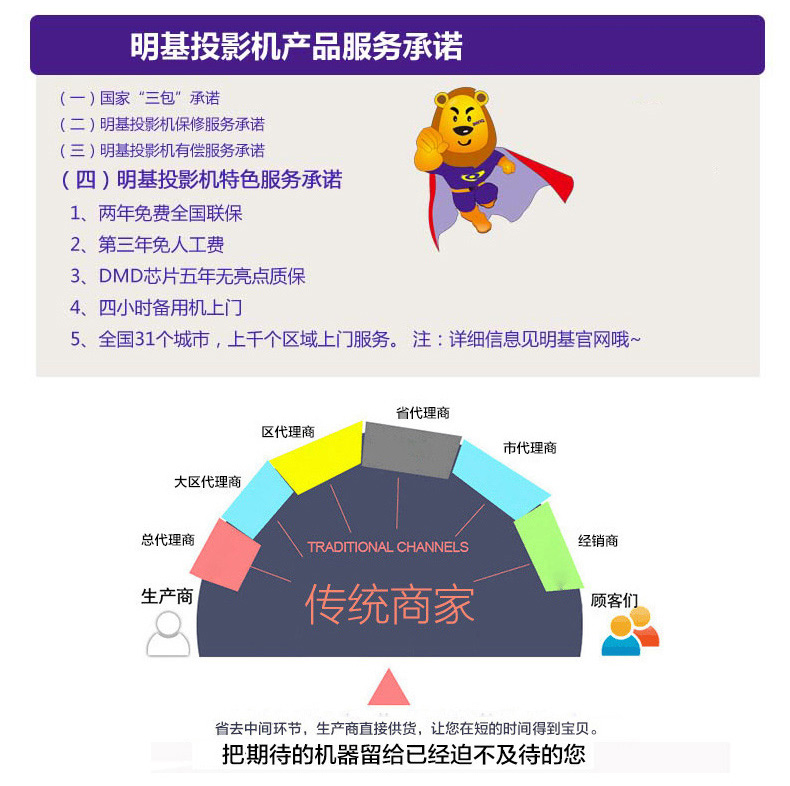 明基投影机产品服务承诺
（一）国家“三包”承诺
（二）明基投影机保修服务承诺
（三）明基投影机有偿服务承诺
（四）明基投影机特色服务承诺
1、两年免费全国联保
2、第三年免人工费
3、DMD芯片五年无亮点质保
4、四小时备用机上门
5、全国31个城市，上千个区域上门服务。 注：详细信息见明基官网哦~
省代理商
区代理商
市代理商
大区代理商
总代理商
经销商
TRADITIONAL CHANNELS
传统商家
生产商
顾客们
省去中间环节，生产商直接供货，让您在短的时间得到宝贝。
把期待的机器留给已经迫不及待的您